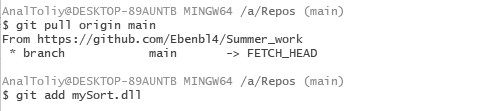 AnalToliy@DESKTOP-89AUNTB MINGW64 /a/Repos (main)
$ git pull origin main
From https://github.com/Ebenbl4/Summer_work
 * branch            main       -> FETCH_HEAD
AnalToliy@DESKTOP-89AUNTB MINGW64 /a/Repos (main)
$ git add mySort.dll